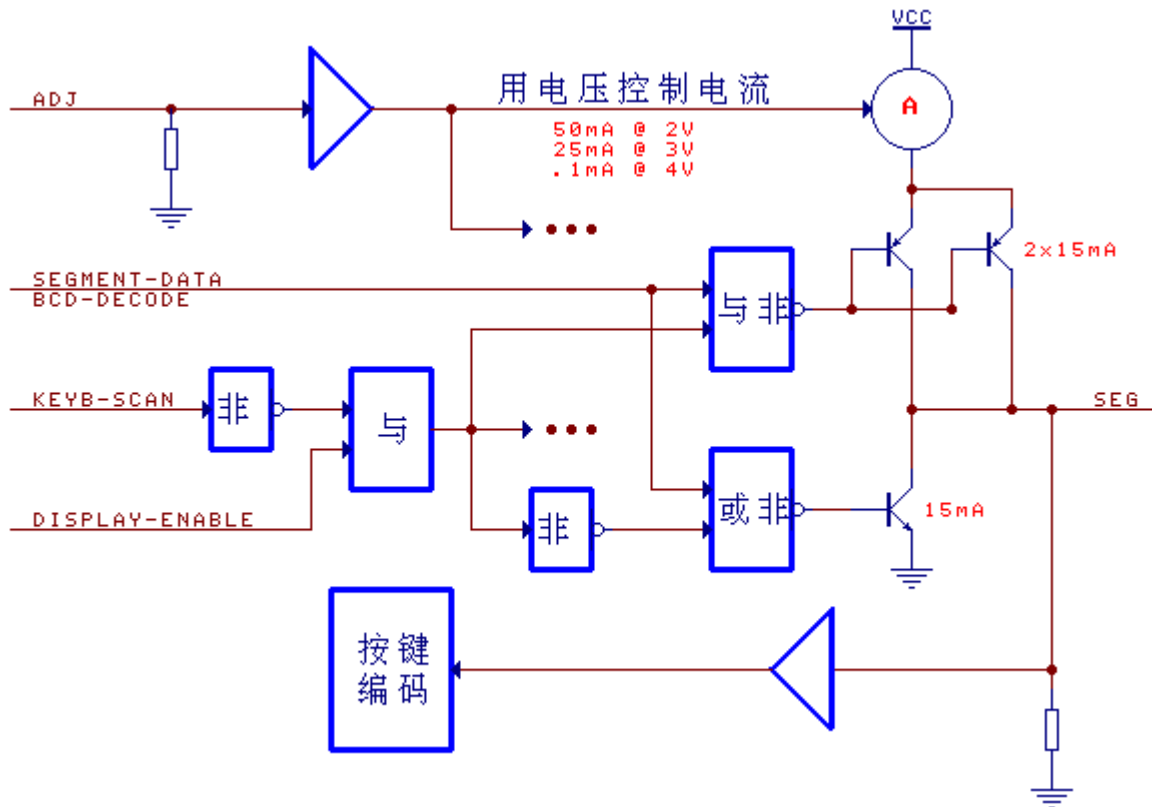 VCC
ADJ
用电压控制电流
A
50mA @ 2V
25mA @ 3V
.1mA @ 4V
2x15mA
SEGMENT-DATA
BCD-DECODE
与非
KEYB-SCAN
非
与
SEG
DISPLAY-ENABLE
非
或非
15mA
按键
编码